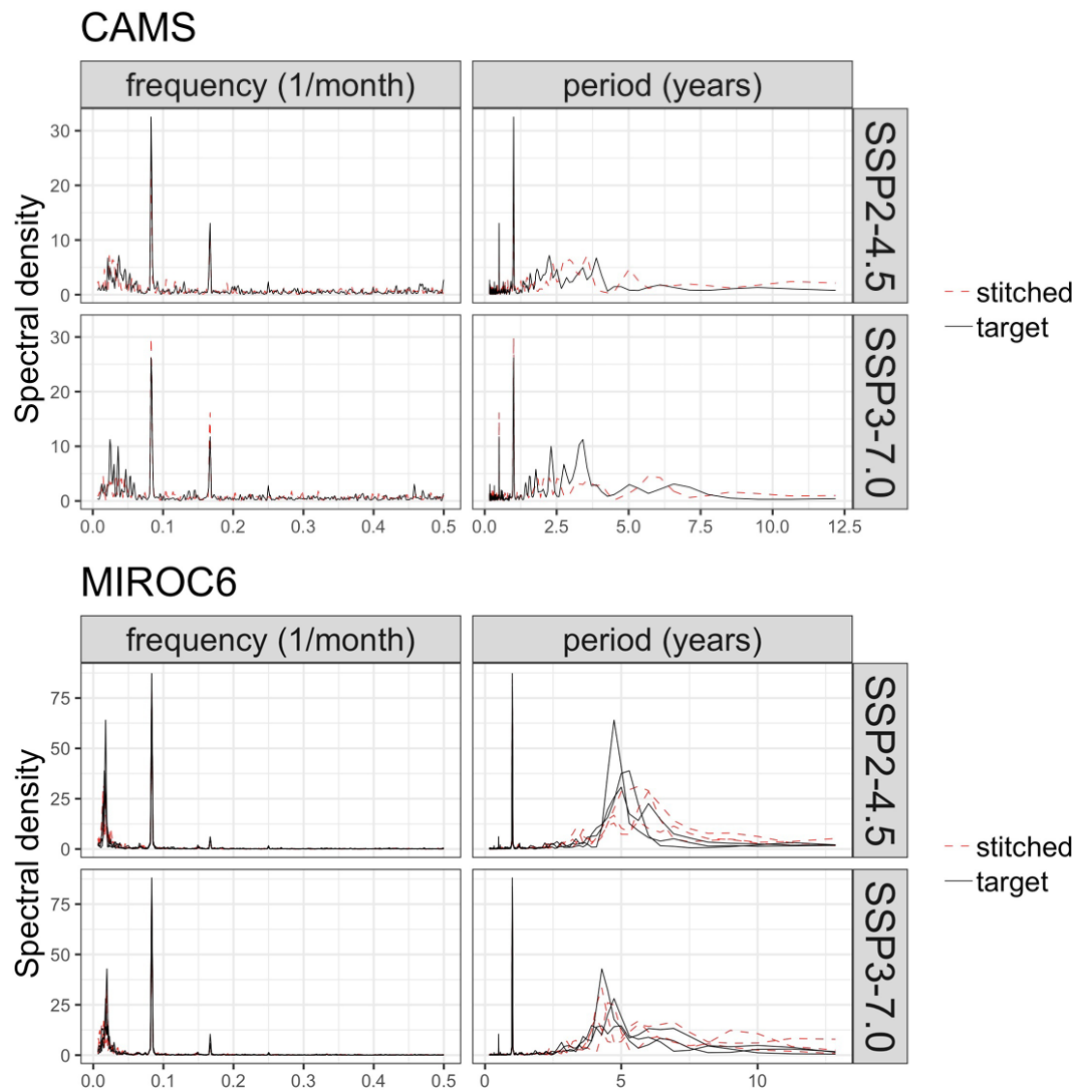 CAMS
frequency (1/month) period (years)
Spectral density
30
20
10
0
SSP2-4.5
Spectral density
30
20
10
0
SSP3-7.0
0.0 0.1 0.2 0.3 0.4 0.5 0.0 2.5 5.0 7.5 10.0 12.5
stitched
target
MIROC6
frequency (1/month) period (years)
Spectral density
75
50
25
0
SSP2-4.5
Spectral density
75
50
25
0
SSP3-7.0
0.0 0.1 0.2 0.3 0.4 0.5 0 5 10
stitched
target